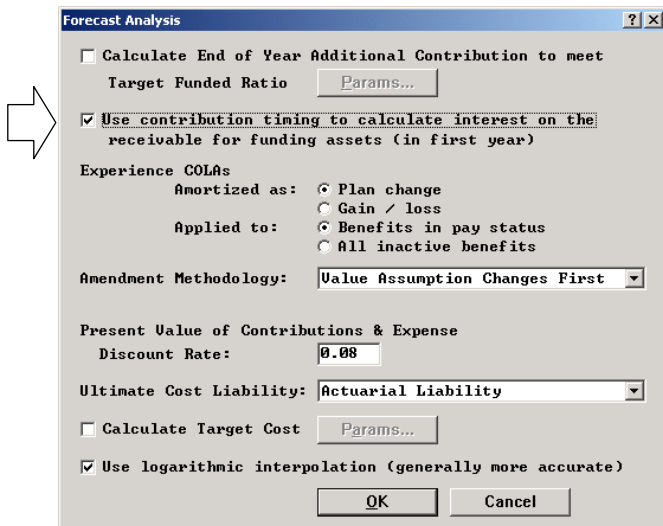 Forecast Analysis
Calculate End of Year Additional Contribution to meet
Target Funded Ratio Params...
Use contribution timing to calculate interest on the
receivable for funding assets (in first year)
Experience COLAs
Amortized as: Plan change
Gain / loss
Applied to: Benefits in pay status
All inactive benefits
Amendment Methodology: Value Assumption Changes First
Present Value of Contributions & Expense
Discount Rate: 0.08
Ultimate Cost Liability: Actuarial Liability
Calculate Target Cost Params...
Use logarithmic interpolation (generally more accurate)
OK Cancel